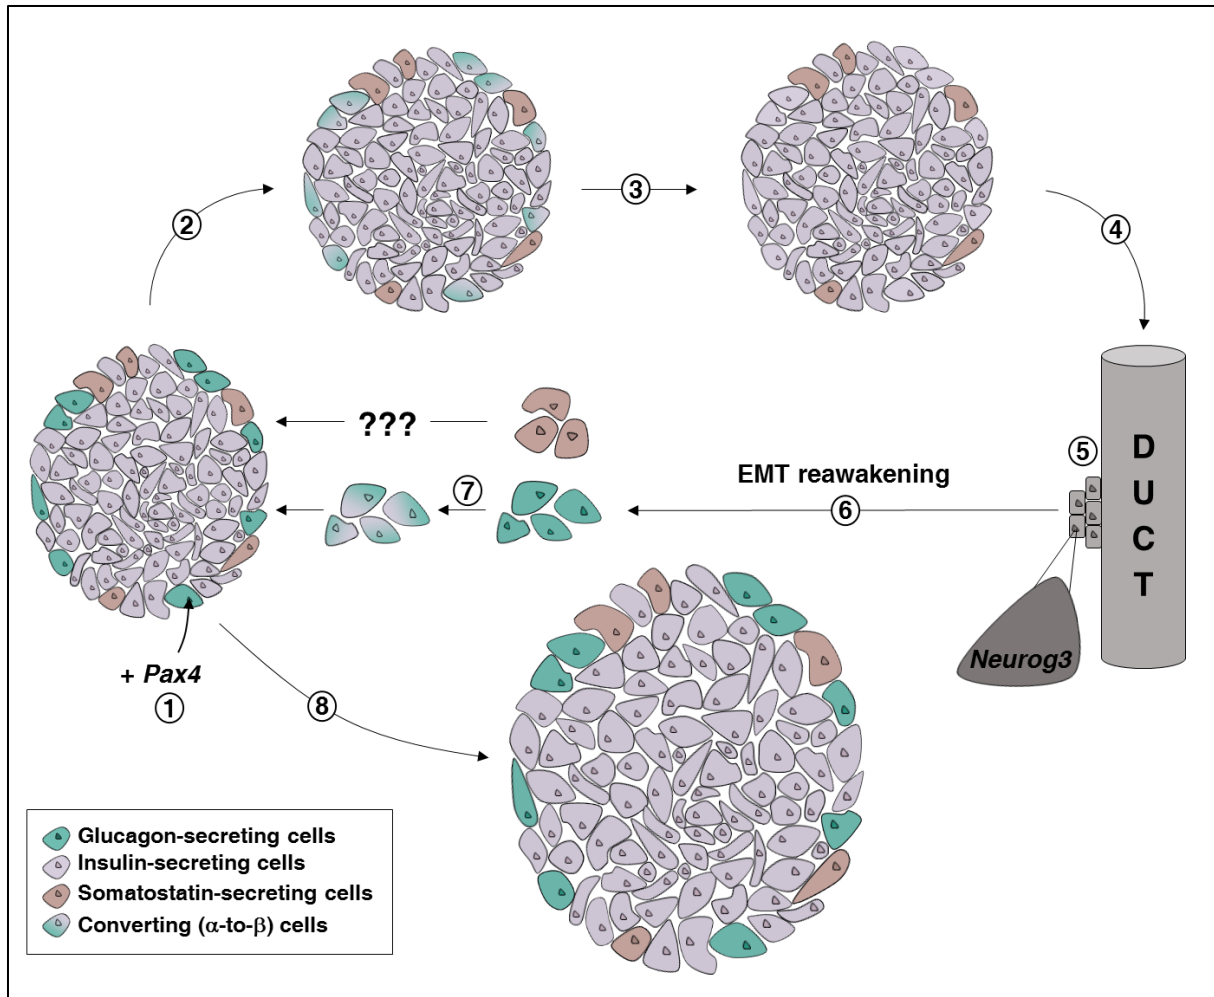 ②
③
④
???
⑤
EMT reawakening
⑥
⑦
D
U
C
T
Neurog3
+ Pax4
①
⑧
Glucagon-secreting cells
Insulin-secreting cells
Somatostatin-secreting cells
Converting (α-to-β) cells